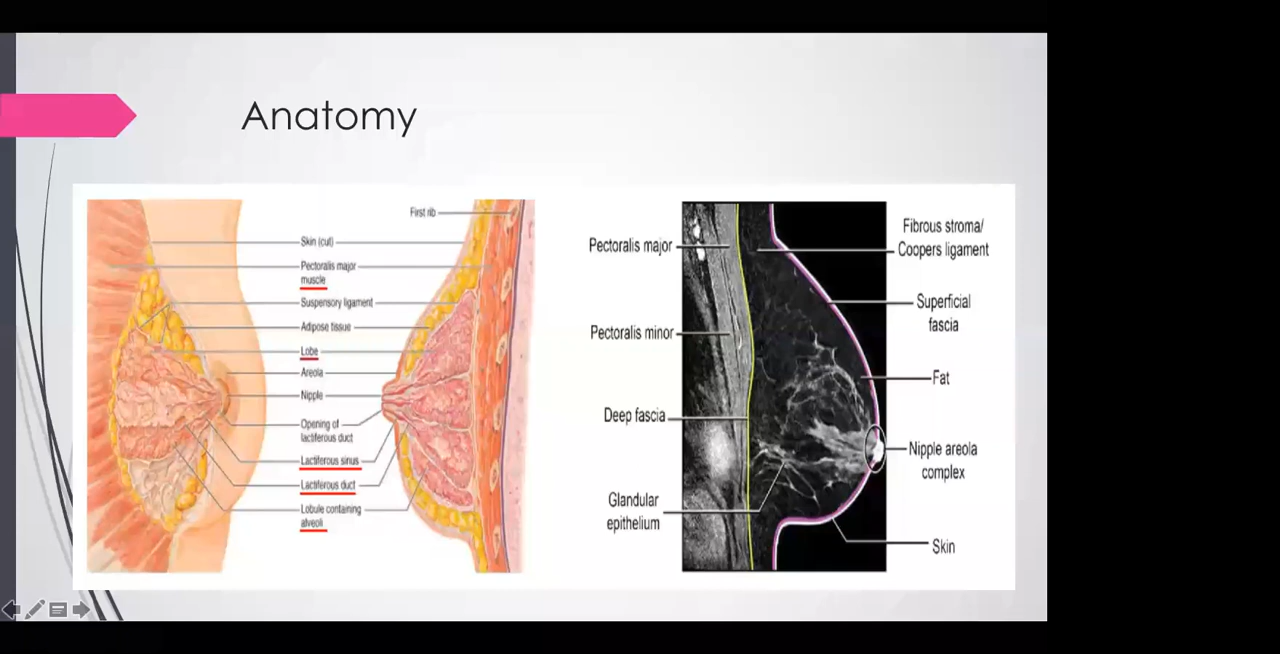 Anatomy
First rib
Skin (cut)
Pectoralis major
muscle
Suspensory ligament
Adipose tissue
Lobe
Areola
Nipple
Opening of
lactiferous duct
Lactiferous sinus
Lactiferous duct
Lobule containing
alveoli
Pectoralis major
Pectoralis minor
Deep fascia
Glandular
epithelium
Fibrous stroma/
Coopers ligament
Superficial
fascia
Fat
Nipple areola
complex
Skin